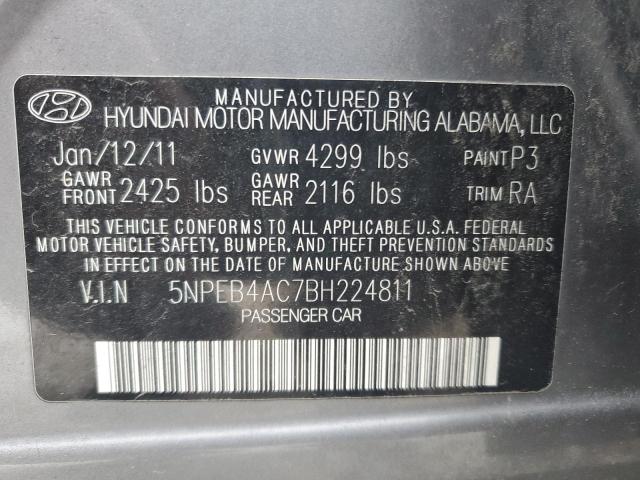 MANUFACTURED BY
HYUNDAI MOTOR MANUFACTURING ALABAMA, LLC
Jan/12/11 GVWR 4299 lbs PAINT P3
GAWR FRONT 2425 lbs GAWR REAR 2116 lbs TRIM RA
THIS VEHICLE CONFORMS TO ALL APPLICABLE U.S.A. FEDERAL
MOTOR VEHICLE SAFETY, BUMPER, AND THEFT PREVENTION STANDARDS
IN EFFECT ON THE DATE OF MANUFACTURE SHOWN ABOVE.
V.I.N 5NPEB4AC7BH224811
PASSENGER CAR